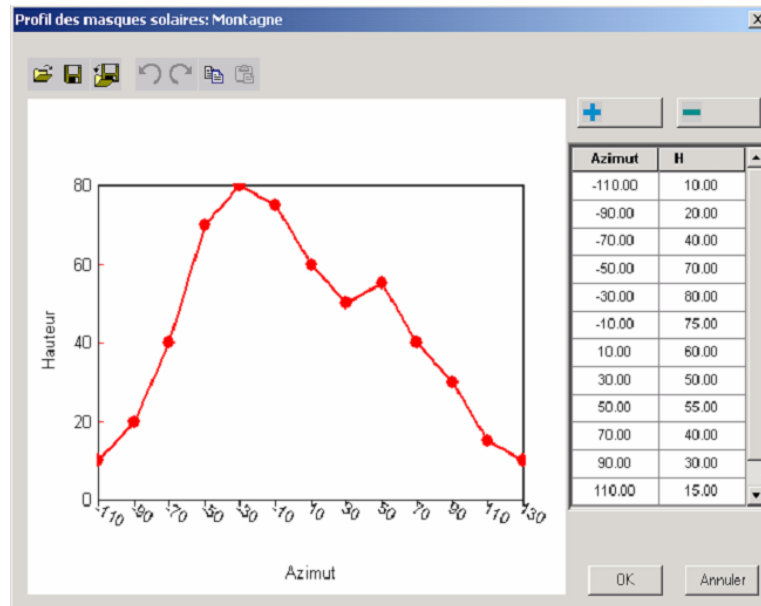 Profil des masques solaires: Montagne
Azimut H
-110.00 10.00
-90.00 20.00
-70.00 40.00
-50.00 70.00
-30.00 80.00
-10.00 75.00
10.00 60.00
30.00 50.00
50.00 55.00
70.00 40.00
90.00 30.00
110.00 15.00
80
60
40
20
0
Hauteur
-110 -90 -70 -50 -30 -10 10 30 50 70 90 110 130
Azimut
OK Annuler